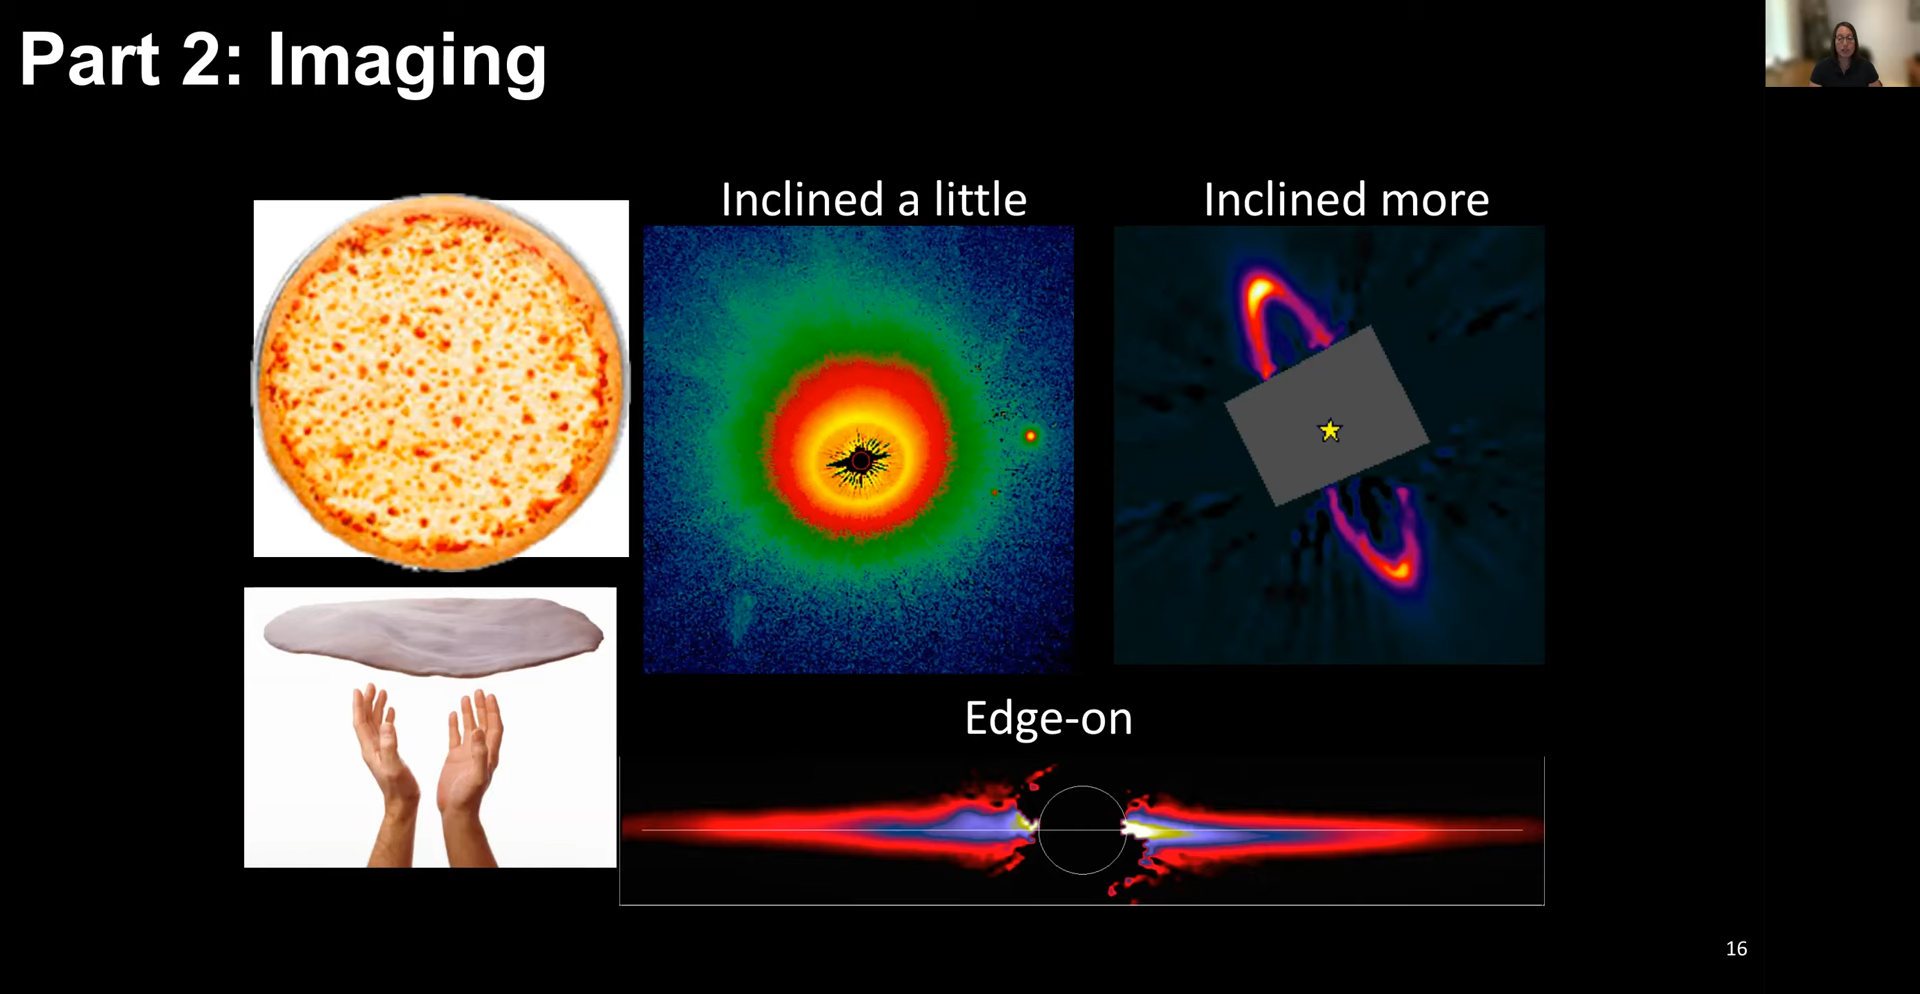 Part 2: Imaging
Inclined a little
Inclined more
Edge-on
16